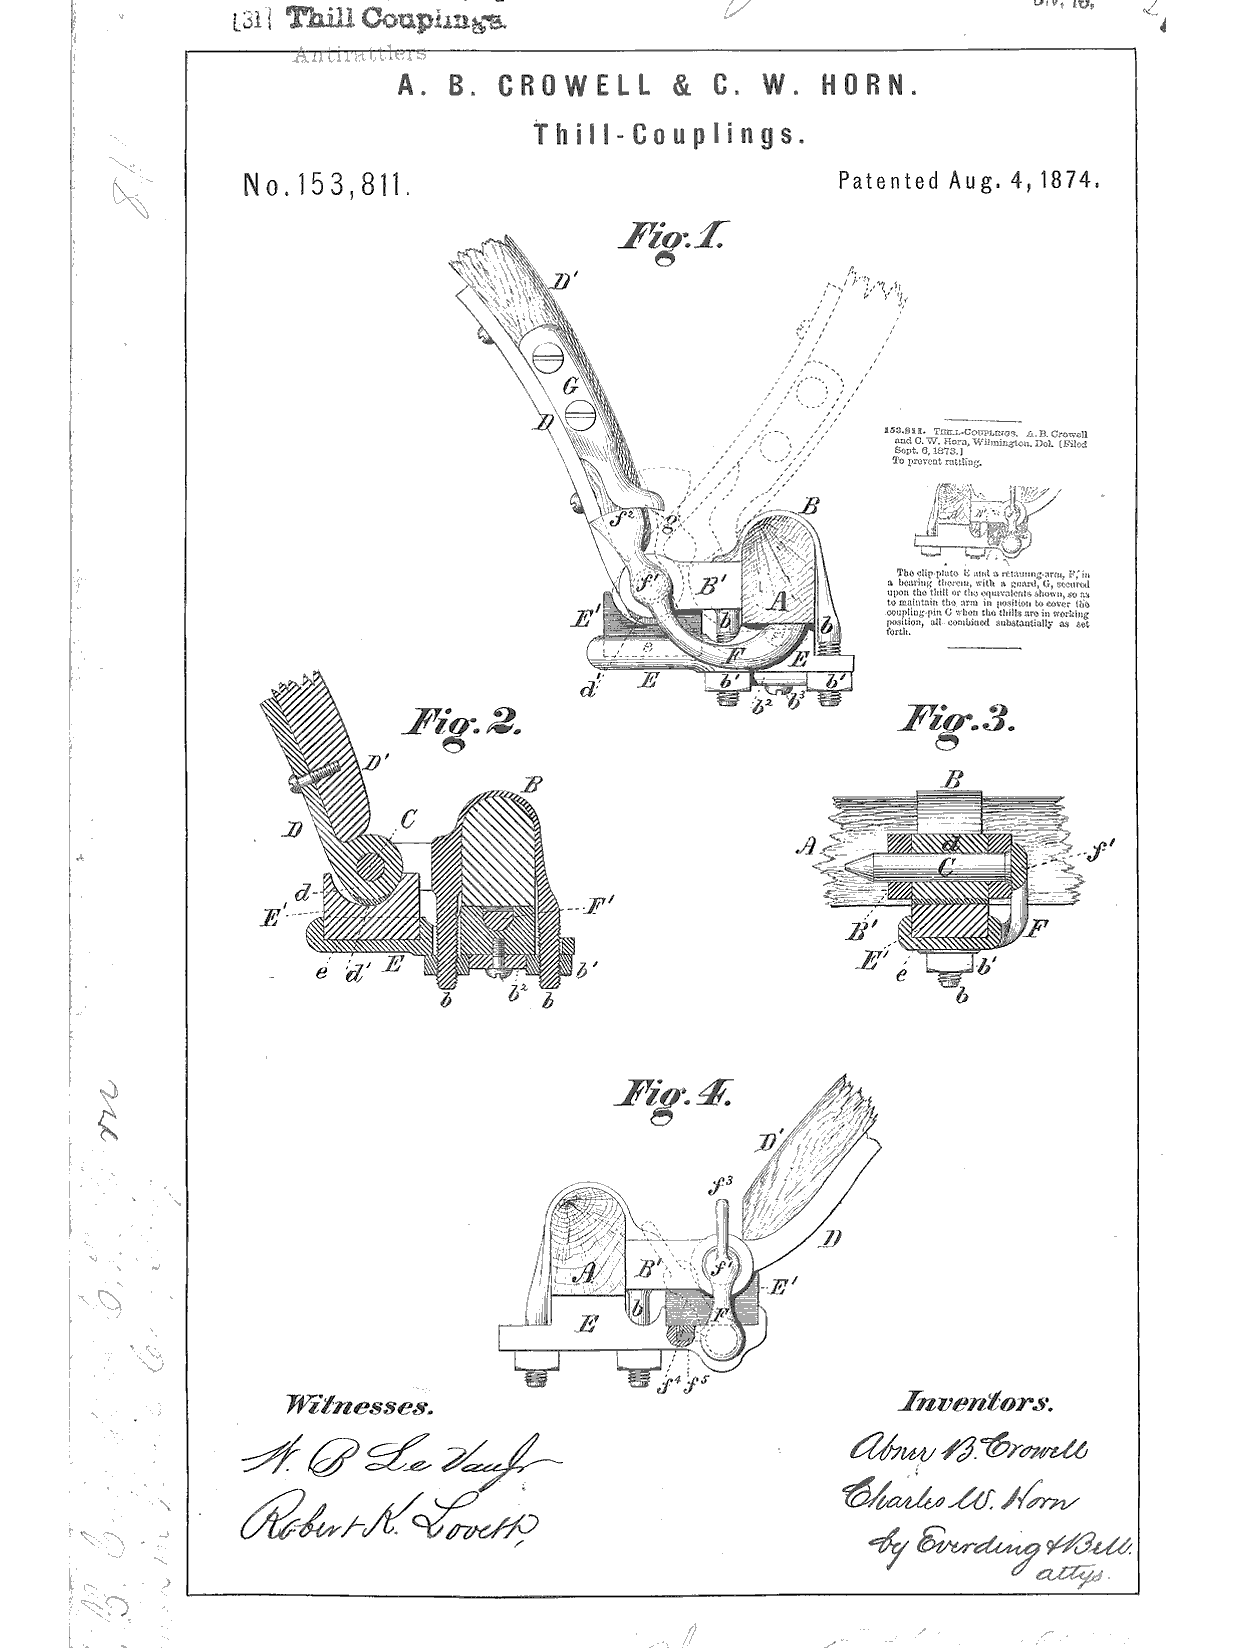 [31] Thill Couplings.
Antirattlers
A. B. CROWELL & C. W. HORN.
Thill-Couplings.
No. 153,811.
Patented Aug. 4, 1874.
Fig. 1.
D'
G
D
B
f²
g
f'
B'
A
E'
b
b
e
F
E
d'
E
b'
b²
b³
b'
153,811. THILL-COUPLINGS. A. B. Crowell
and C. W. Horn, Wilmington, Del. [Filed
Sept. 6, 1873.]
To prevent rattling.
The clip-plate E and a retaining-arm, F, in
a bearing therein, with a guard, G, secured
upon the thill or the equivalents shown, so as
to maintain the arm in position to cover the
coupling-pin C when the thills are in working
position, all combined substantially as set
forth.
Fig. 2.
D'
B
D
C
d
E'
F'
e
d'
E
b'
b²
b
b
Fig. 3.
B
A
d
C
f'
B'
F
E'
e
b'
b
Fig. 4.
D'
f³
D
A
B'
f'
E'
b
F
E
f⁴
f⁵
Witnesses.
Robert K.
Inventors.
Abner B. Crowell
Charles W. Horn
by Everding & Bell.
attys.